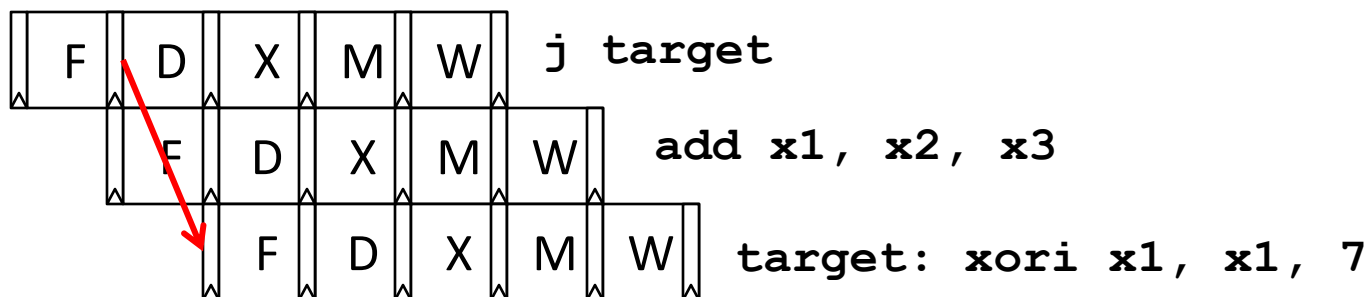 F D X M W j target
F D X M W add x1, x2, x3
F D X M W target: xori x1, x1, 7